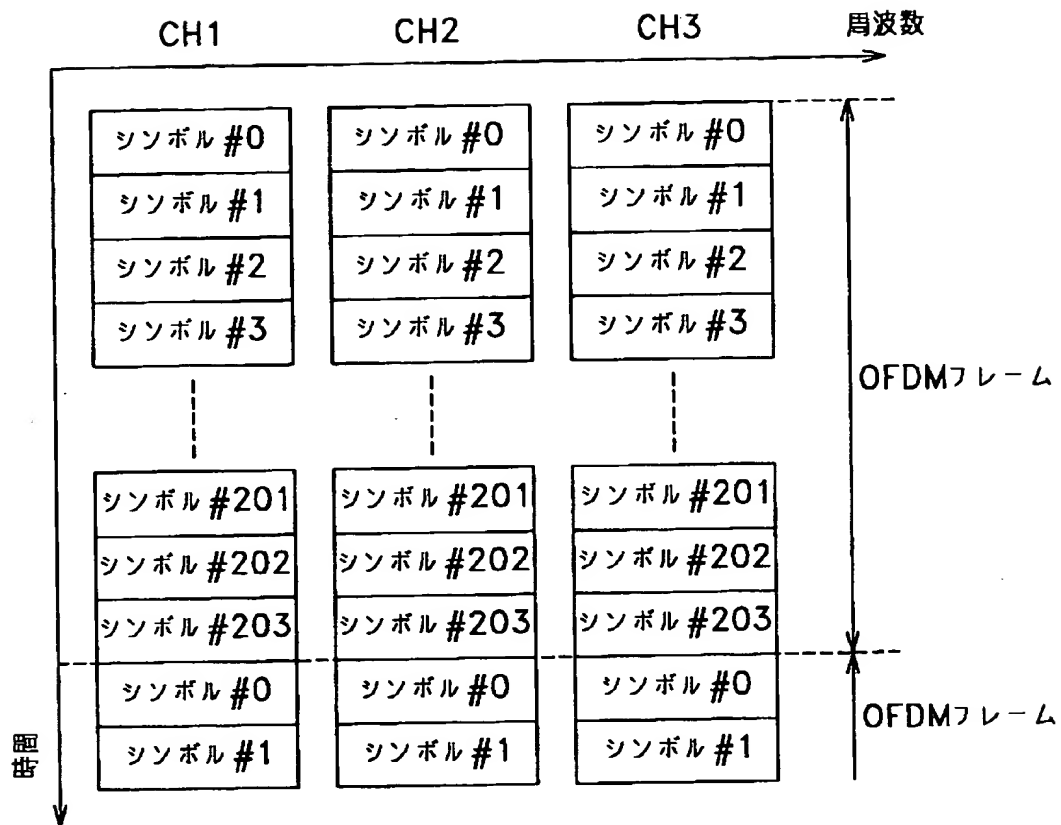 CH1 CH2 CH3 周波数
シンボル #0 シンボル #0 シンボル #0
シンボル #1 シンボル #1 シンボル #1
シンボル #2 シンボル #2 シンボル #2
シンボル #3 シンボル #3 シンボル #3
OFDMフレーム
シンボル #201 シンボル #201 シンボル #201
シンボル #202 シンボル #202 シンボル #202
シンボル #203 シンボル #203 シンボル #203
シンボル #0 シンボル #0 シンボル #0
OFDMフレーム
シンボル #1 シンボル #1 シンボル #1
時間